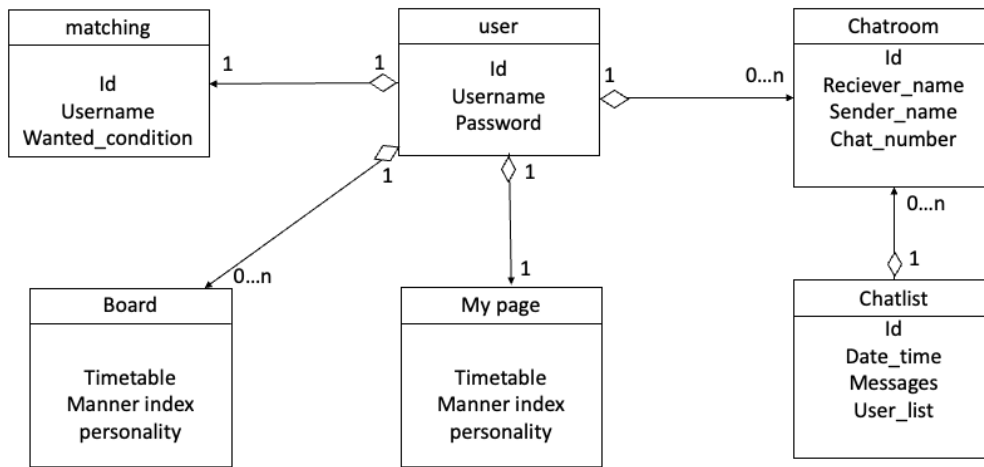 matching
Id
Username
Wanted_condition
1
1
user
Id
Username
Password
1
0...n
Chatroom
Id
Reciever_name
Sender_name
Chat_number
1
0...n
Board
Timetable
Manner index
personality
1
1
My page
Timetable
Manner index
personality
0...n
1
Chatlist
Id
Date_time
Messages
User_list